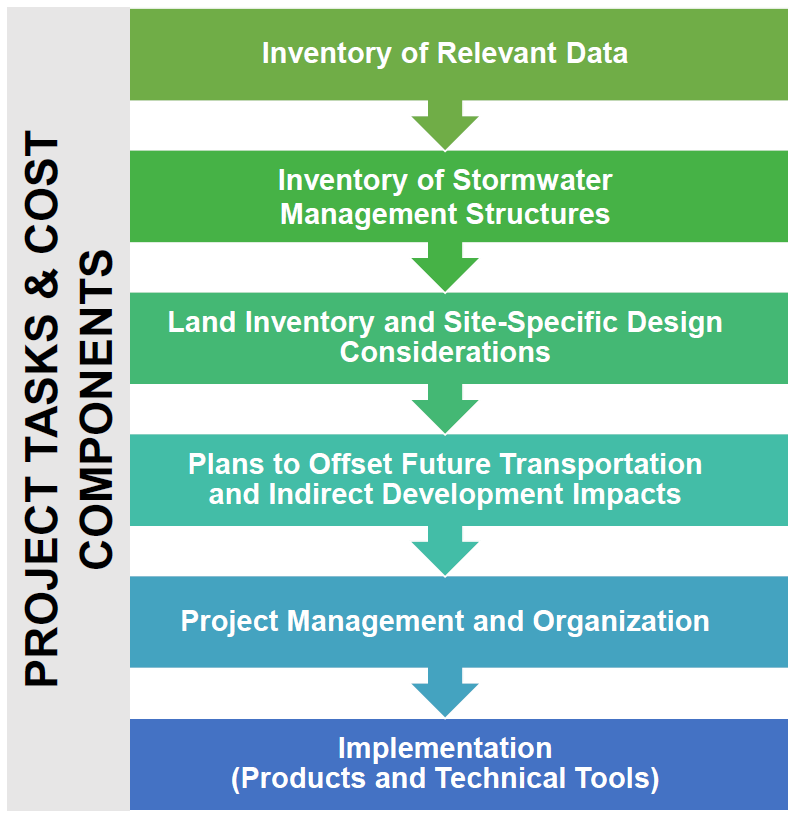 PROJECT TASKS & COST
COMPONENTS
Inventory of Relevant Data
Inventory of Stormwater
Management Structures
Land Inventory and Site-Specific Design
Considerations
Plans to Offset Future Transportation
and Indirect Development Impacts
Project Management and Organization
Implementation
(Products and Technical Tools)